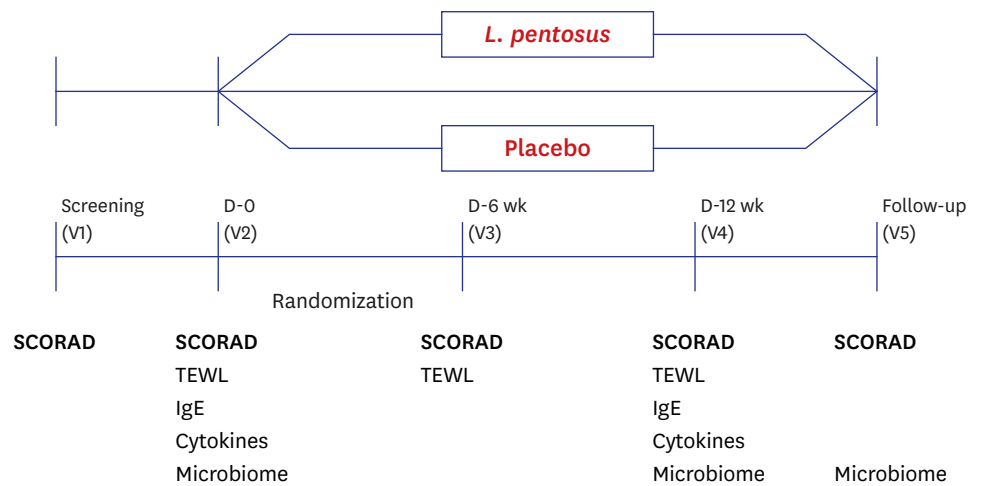 L. pentosus
Placebo
Screening
(V1)
D-0
(V2)
D-6 wk
(V3)
D-12 wk
(V4)
Follow-up
(V5)
Randomization
SCORAD SCORAD SCORAD SCORAD SCORAD
TEWL TEWL TEWL
IgE IgE
Cytokines Cytokines
Microbiome Microbiome Microbiome